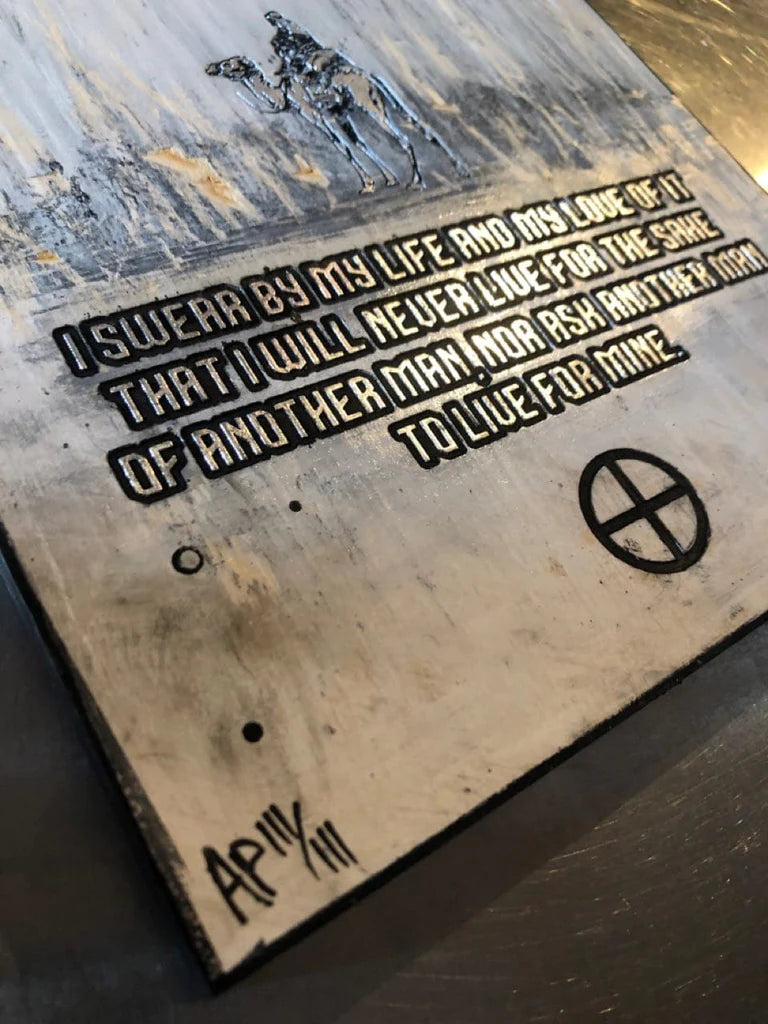 I SWEAR BY MY LIFE AND MY LOVE OF IT
THAT I WILL NEVER LIVE FOR THE SAKE
OF ANOTHER MAN, NOR ASK ANOTHER MAN
TO LIVE FOR MINE.
AP III/III